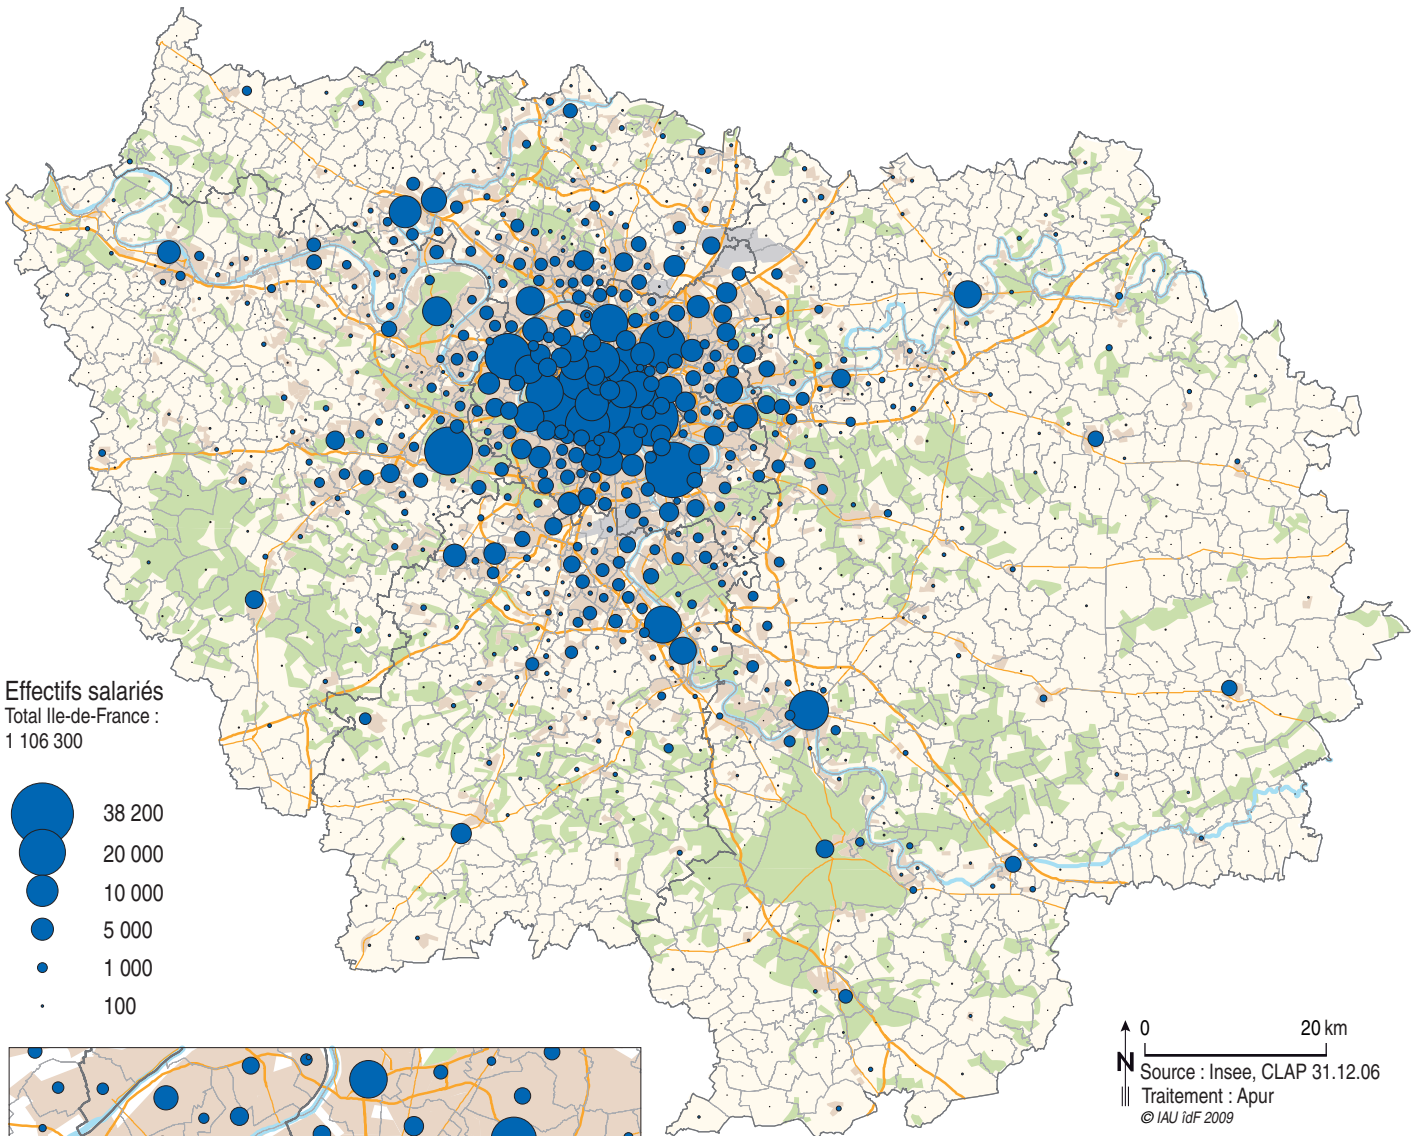 Effectifs salariés
Total Ile-de-France :
1 106 300
38 200
20 000
10 000
5 000
1 000
100
0 20 km
N
Source : Insee, CLAP 31.12.06
Traitement : Apur
© IAU îdF 2009